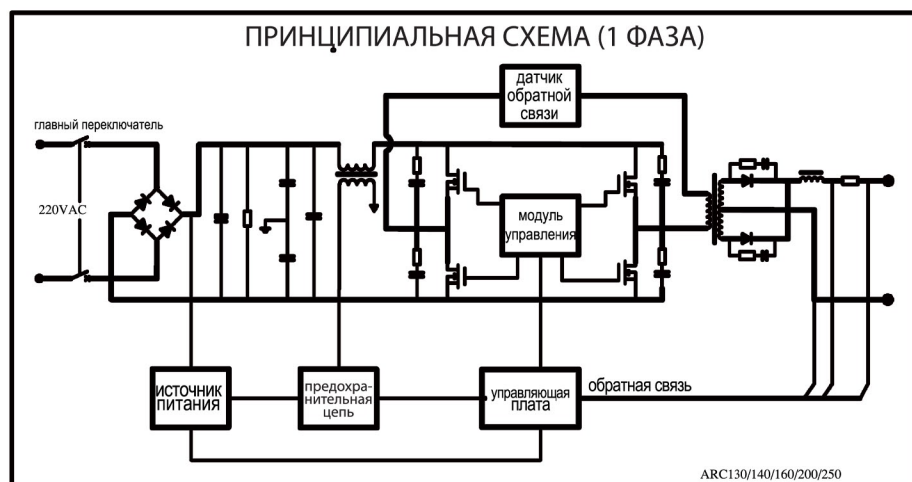 ПРИНЦИПИАЛЬНАЯ СХЕМА (1 ФАЗА)
датчик
обратной
связи
главный переключатель
220VAC
модуль
управления
источник
питания
предохра-
нительная
цепь
управляющая
плата
обратная связь
ARC130/140/160/200/250